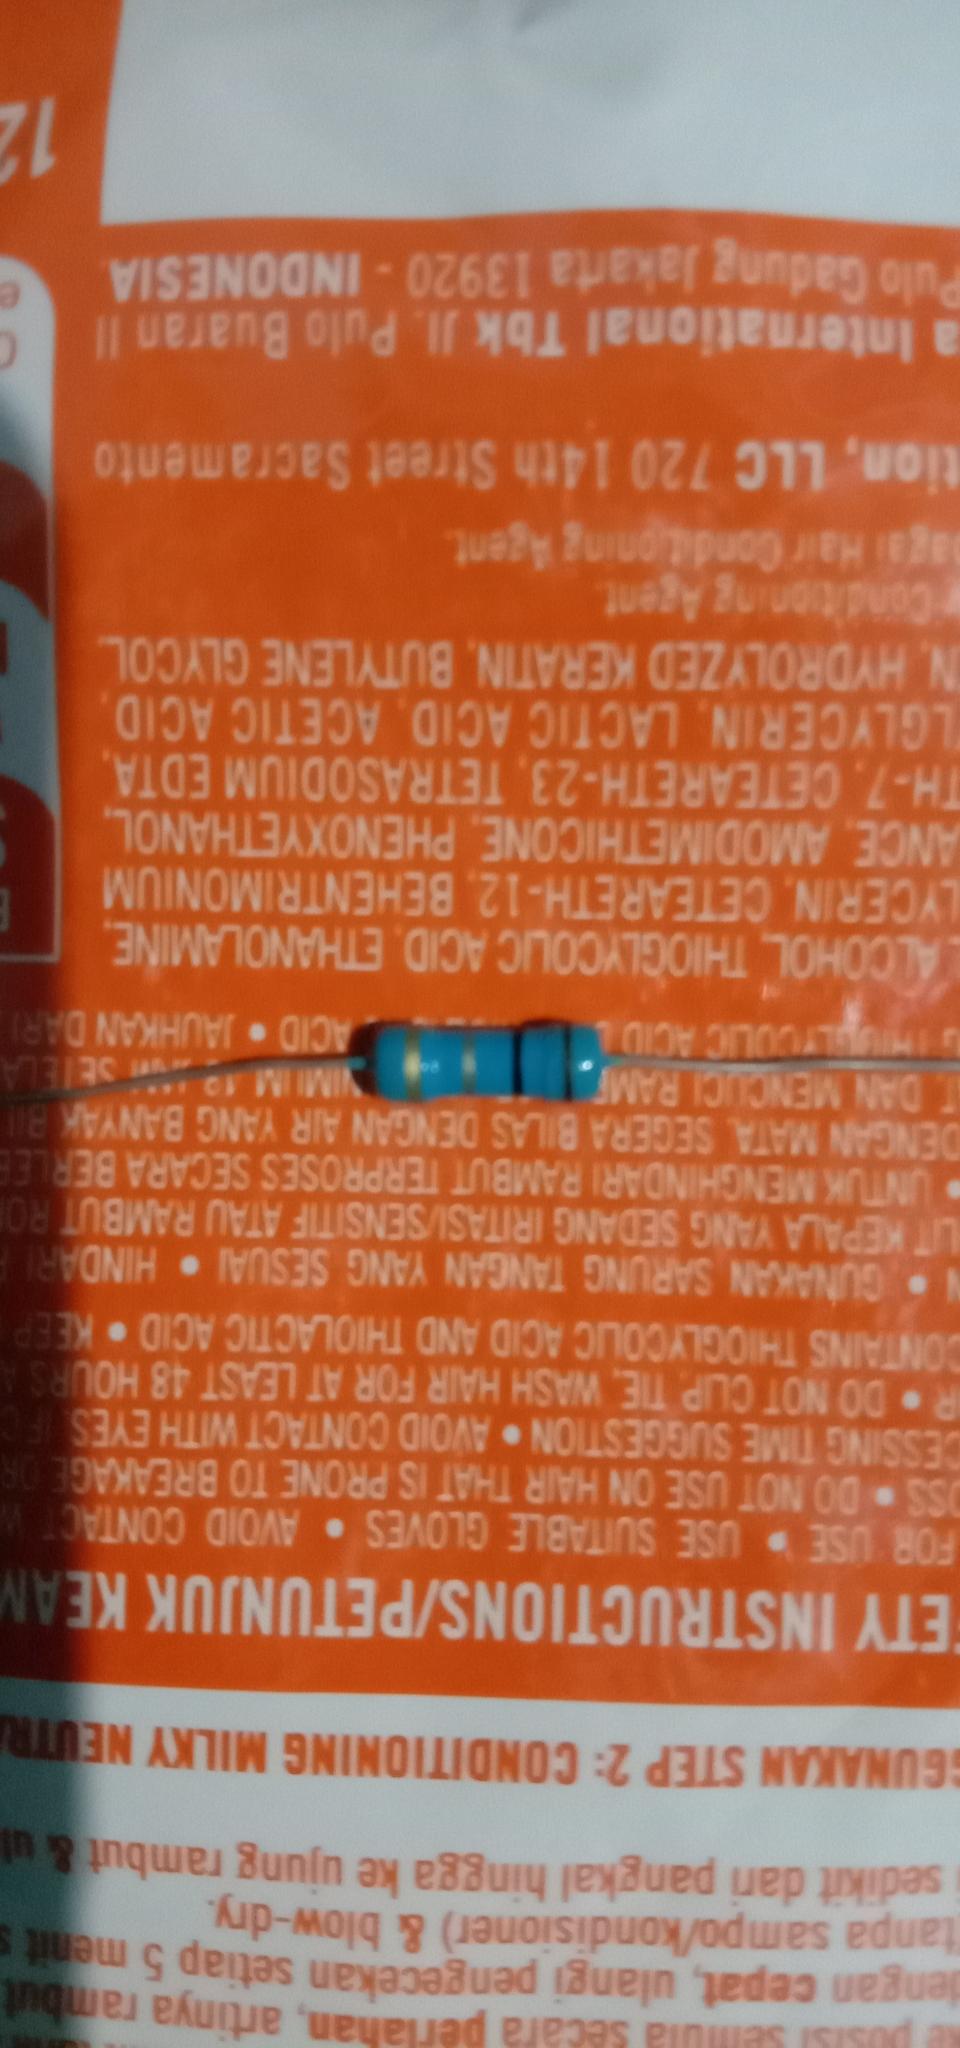 posisi semula secara perlahan, artinya rambut
dengan cepat, ulangi pengecekan setiap 5 menit
(tanpa sampo/kondisioner) & blow-dry.
sedikit dari pangkal hingga ke ujung rambut &
GGUNAKAN STEP 2: CONDITIONING MILKY
ETY INSTRUCTIONS/PETUNJUK KEAM
FOR USE • USE SUITABLE GLOVES • AVOID CONTACT
OSS • DO NOT USE ON HAIR THAT IS PRONE TO BREAKAGE OR
CESSING TIME SUGGESTION • AVOID CONTACT WITH EYES. IF
R • DO NOT CLIP, TIE, WASH HAIR FOR AT LEAST 48 HOURS
CONTAINS THIOGLYCOLIC ACID AND THIOLACTIC ACID • KEEP
N • GUNAKAN SARUNG TANGAN YANG SESUAI • HINDARI
LIT KEPALA YANG SEDANG IRITASI/SENSITIF ATAU RAMBUT
• UNTUK MENGHINDARI RAMBUT TERPROSES SECARA
DENGAN MATA. SEGERA BILAS DENGAN AIR YANG BANYAK
T, DAN MENCUCI
THIOGLYCOLIC ACID ACID • JAUHKAN DARI
ALCOHOL, THIOGLYCOLIC ACID, ETHANOLAMINE,
LYCERIN, CETEARETH-12, BEHENTRIMONIUM
ANCE, AMODIMETHICONE, PHENOXYETHANOL,
TH-7, CETEARETH-23, TETRASODIUM EDTA,
LGLYCERIN, LACTIC ACID, ACETIC ACID,
N, HYDROLYZED KERATIN, BUTYLENE GLYCOL,
Conditioning Agent.
agai Hair Conditioning Agent.
tion, LLC 720 14th Street Sacramento
a International Tbk Jl. Pulo Buaran II
Pulo Gadung Jakarta 13920 - INDONESIA.
12